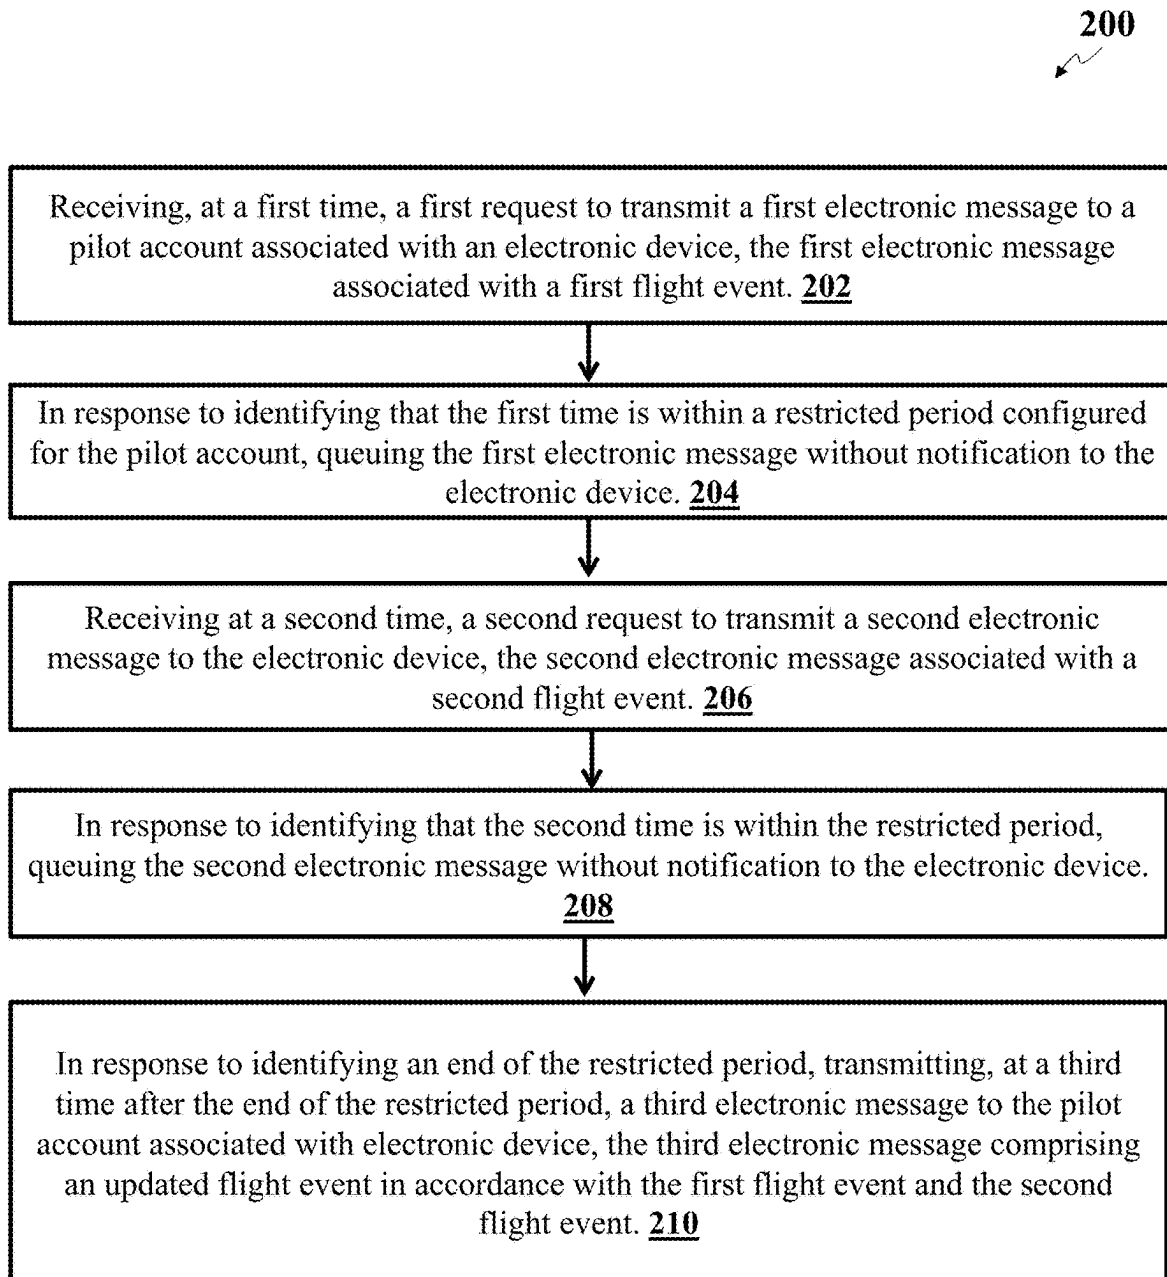 200
Receiving, at a first time, a first request to transmit a first electronic message to a
pilot account associated with an electronic device, the first electronic message
associated with a first flight event. 202
In response to identifying that the first time is within a restricted period configured
for the pilot account, queuing the first electronic message without notification to the
electronic device. 204
Receiving at a second time, a second request to transmit a second electronic
message to the electronic device, the second electronic message associated with a
second flight event. 206
In response to identifying that the second time is within the restricted period,
queuing the second electronic message without notification to the electronic device.
208
In response to identifying an end of the restricted period, transmitting, at a third
time after the end of the restricted period, a third electronic message to the pilot
account associated with electronic device, the third electronic message comprising
an updated flight event in accordance with the first flight event and the second
flight event. 210